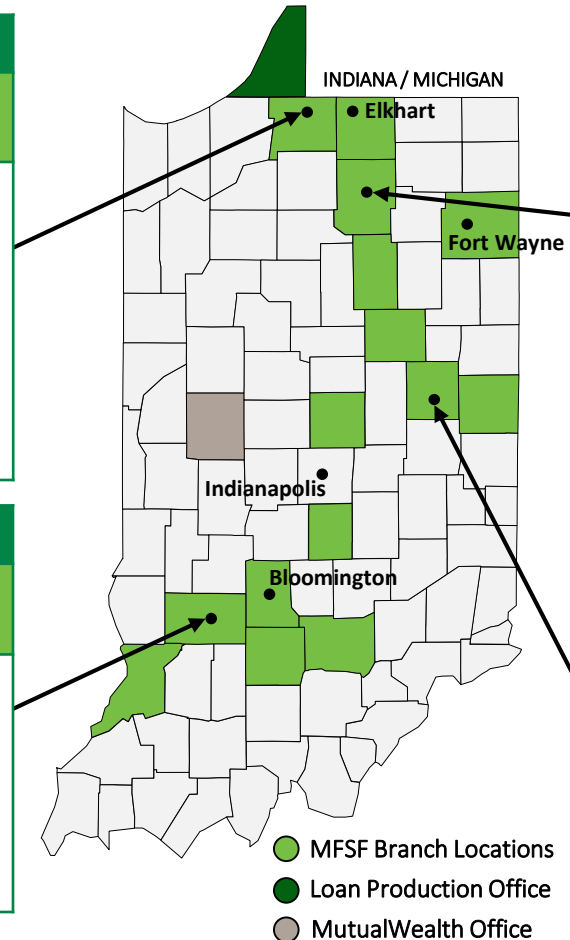 INDIANA / MICHIGAN
Elkhart
Fort Wayne
Indianapolis
Bloomington
MFSF Branch Locations
Loan Production Office
MutualWealth Office